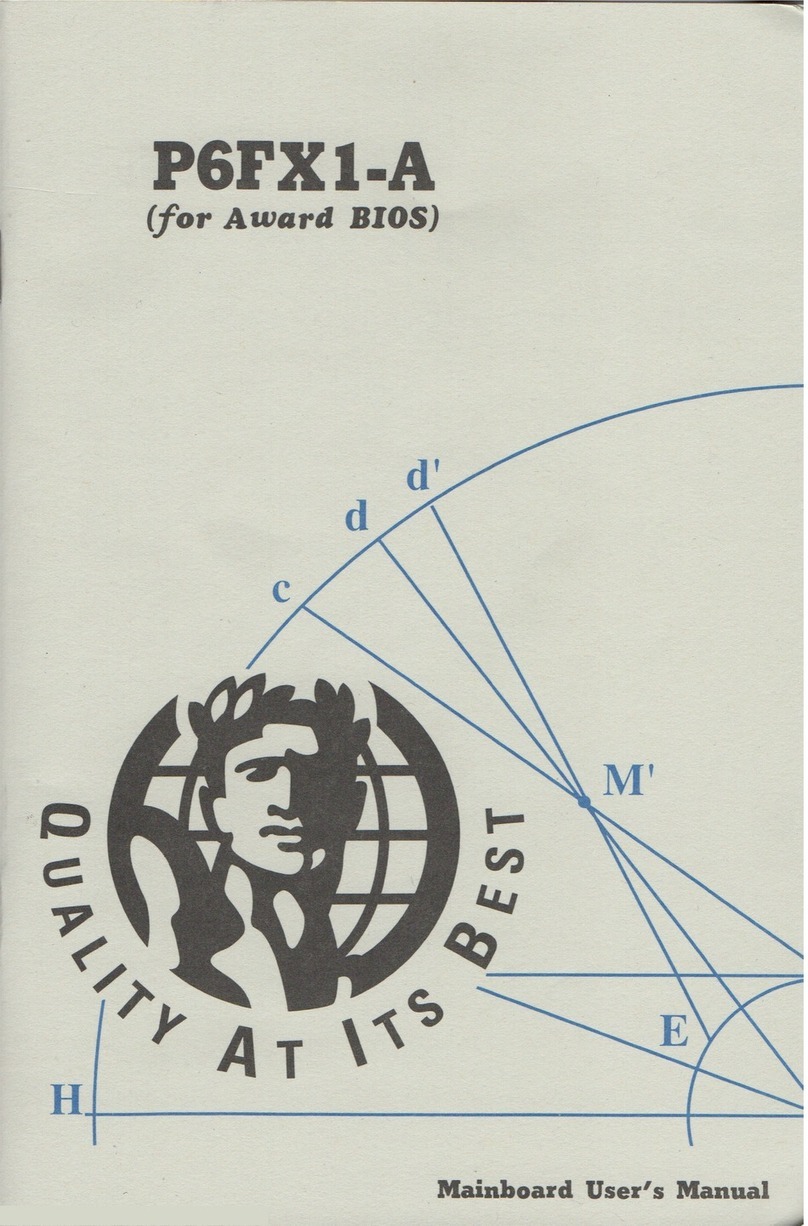 P6FX1-A
(for Award BIOS)
d'
d
c
M'
QUALITY AT ITS BEST
E
H
Mainboard User's Manual